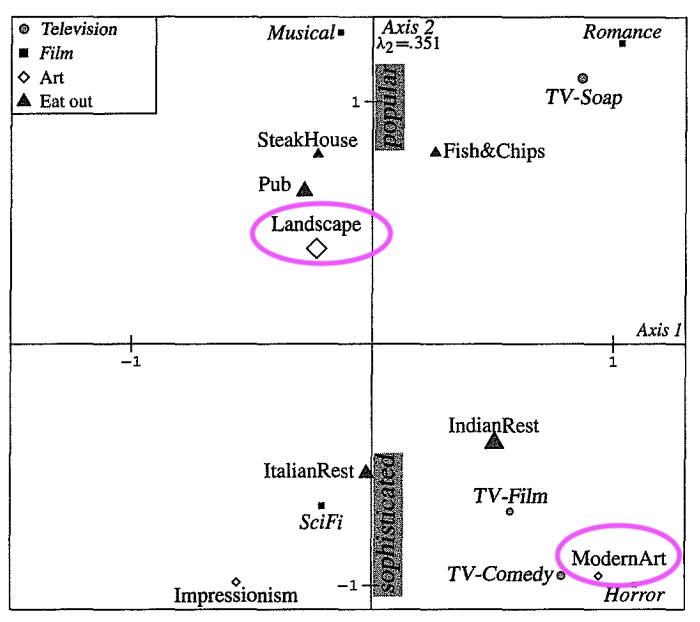 Television
Film
Art
Eat out
Musical
Axis 2
λ₂=.351
Romance
popular
TV-Soap
1
SteakHouse
Fish&Chips
Pub
Landscape
Axis 1
−1
1
IndianRest
ItalianRest
sophisticated
TV-Film
SciFi
ModernArt
TV-Comedy
Impressionism
−1
Horror